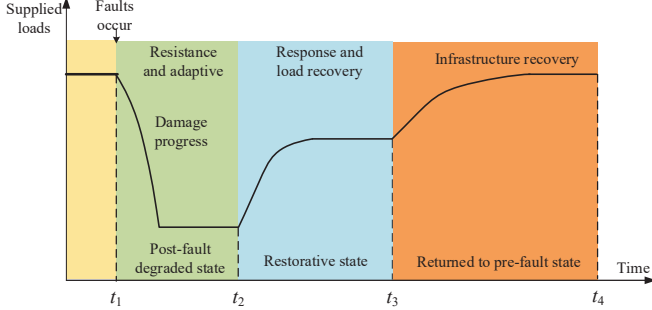 Supplied
loads
Faults
occur
Resistance
and adaptive
Response and
load recovery
Infrastructure recovery
Damage
progress
Post-fault
degraded state
Restorative state
Returned to pre-fault state
Time
t1
t2
t3
t4